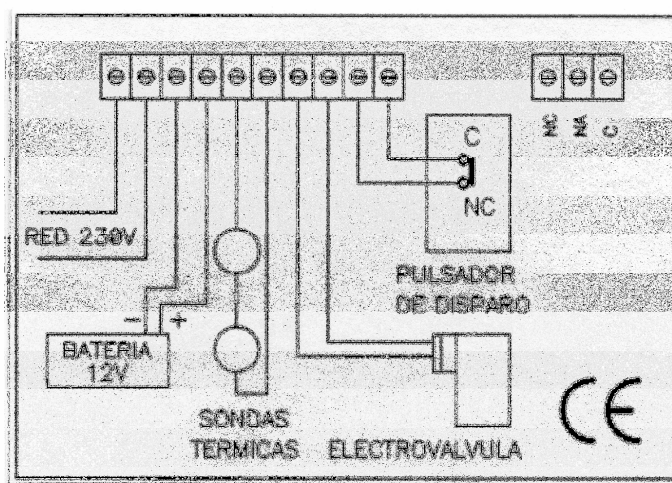 NC
NA
C
C
NC
RED 230V
PULSADOR
DE DISPARO
- +
BATERIA
12V
SONDAS
TERMICAS
ELECTROVALVULA
CE